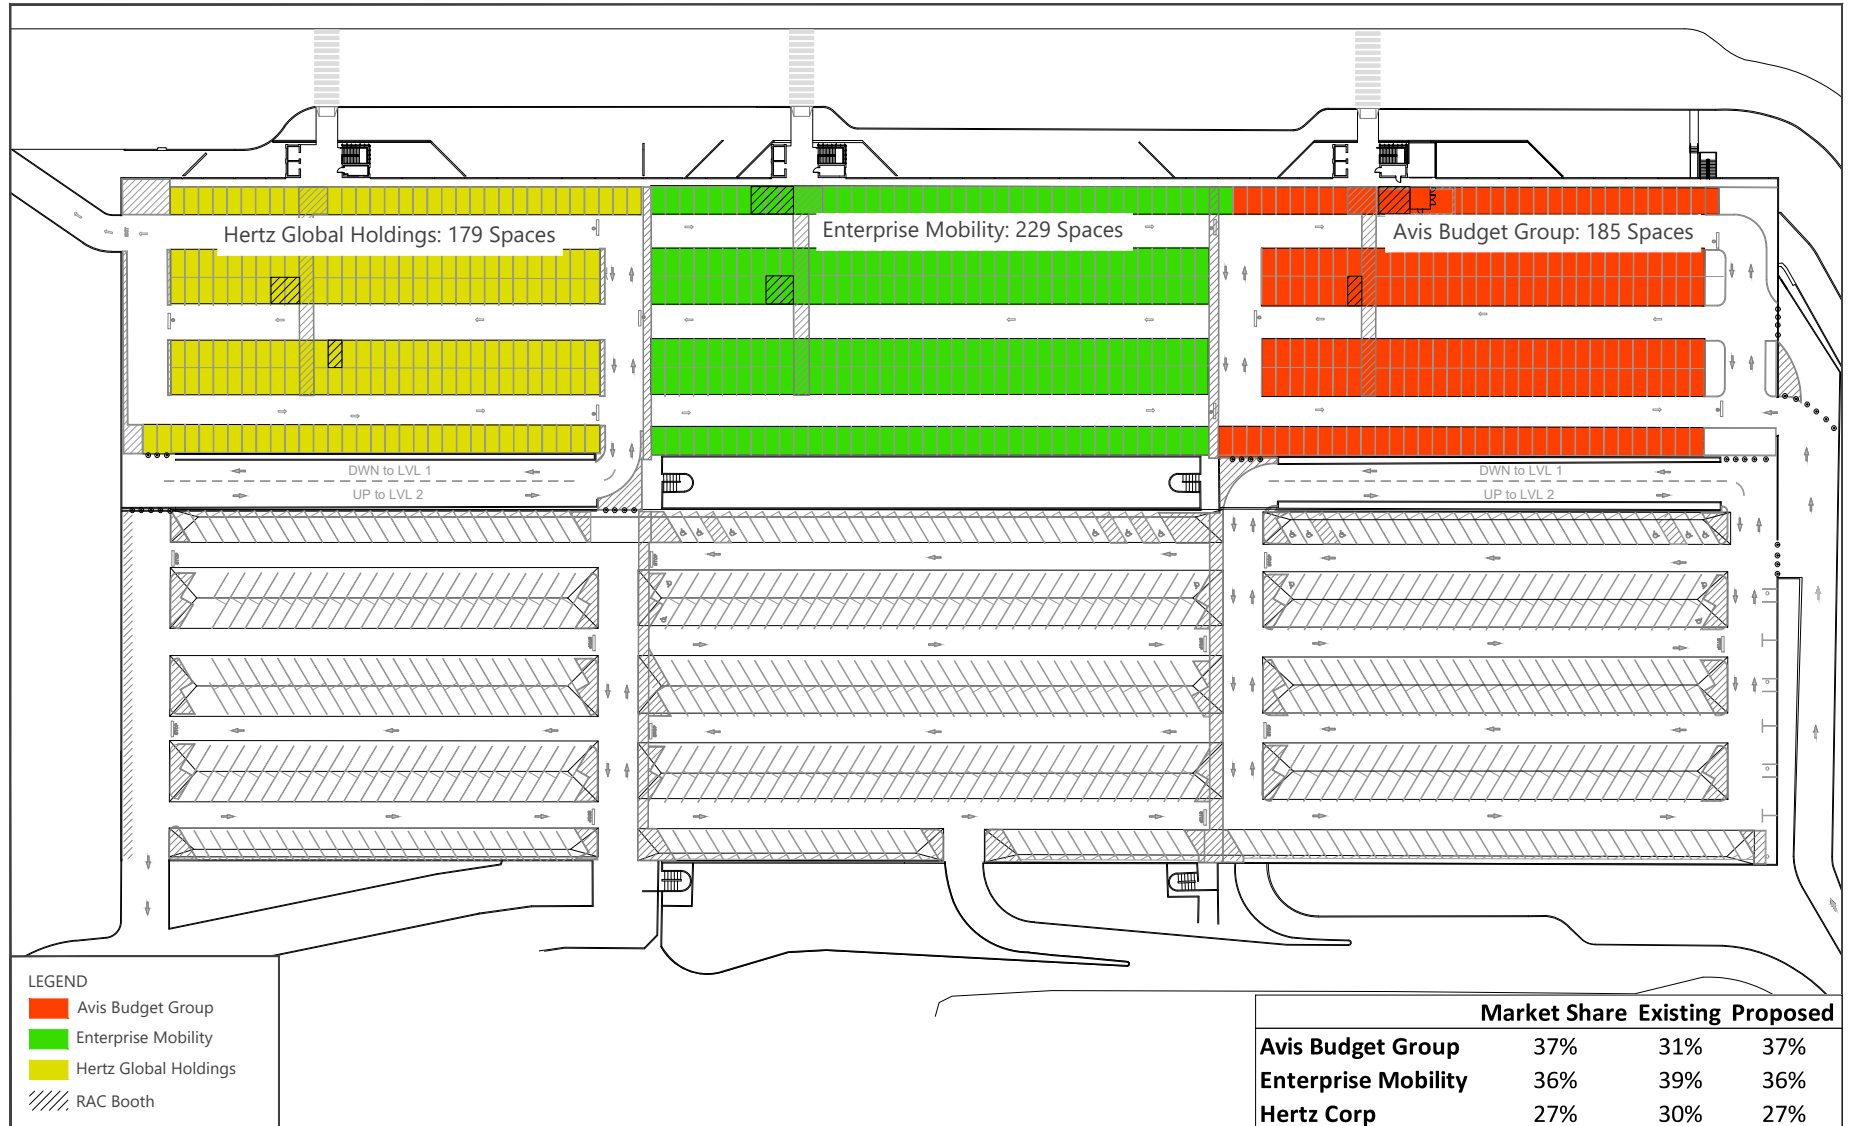 Hertz Global Holdings: 179 Spaces
Enterprise Mobility: 229 Spaces
Avis Budget Group: 185 Spaces
DWN to LVL 1
UP to LVL 2
DWN to LVL 1
UP to LVL 2
LEGEND
Avis Budget Group
Enterprise Mobility
Hertz Global Holdings
RAC Booth
Market Share Existing Proposed
Avis Budget Group 37% 31% 37%
Enterprise Mobility 36% 39% 36%
Hertz Corp 27% 30% 27%